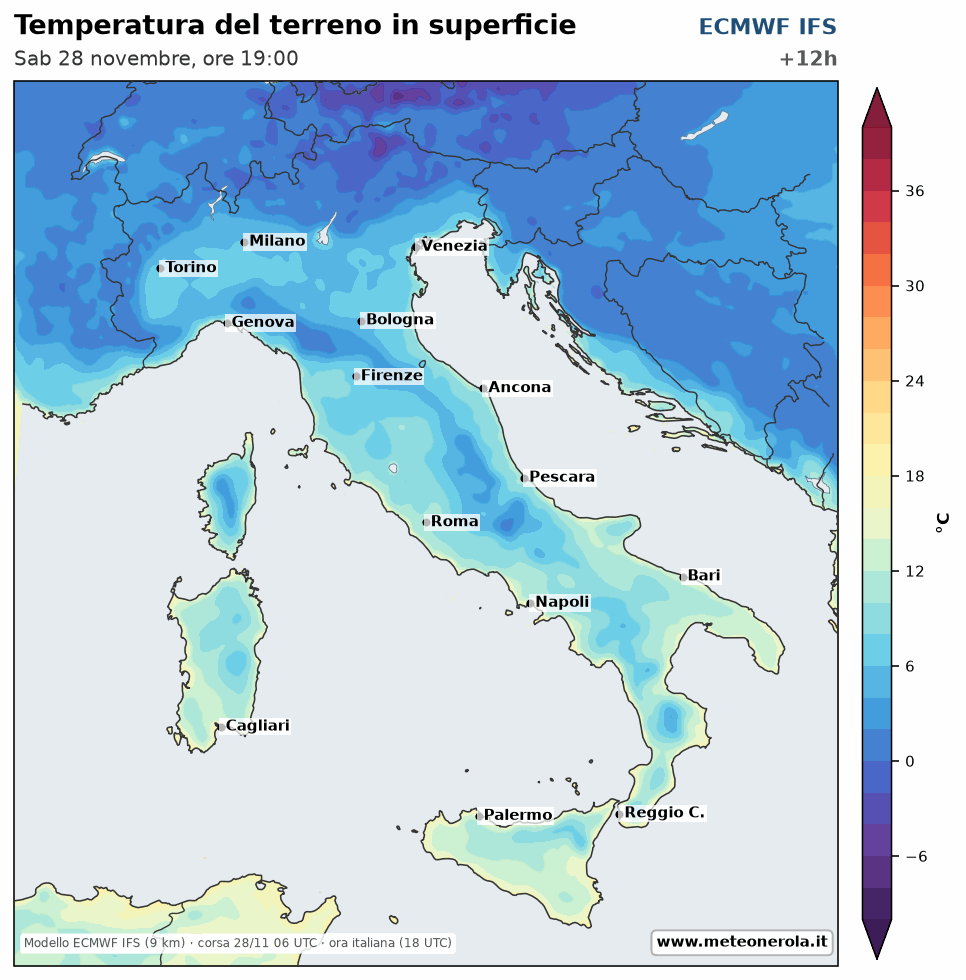 Temperatura del terreno in superficie
ECMWF IFS
Sab 28 novembre, ore 19:00
+12h
Milano
Venezia
Torino
Genova
Bologna
Firenze
Ancona
Pescara
Roma
Bari
Napoli
Cagliari
Palermo
Reggio C.
36
30
24
18
12
6
0
−6
°C
Modello ECMWF IFS (9 km) · corsa 28/11 06 UTC · ora italiana (18 UTC)
www.meteonerola.it